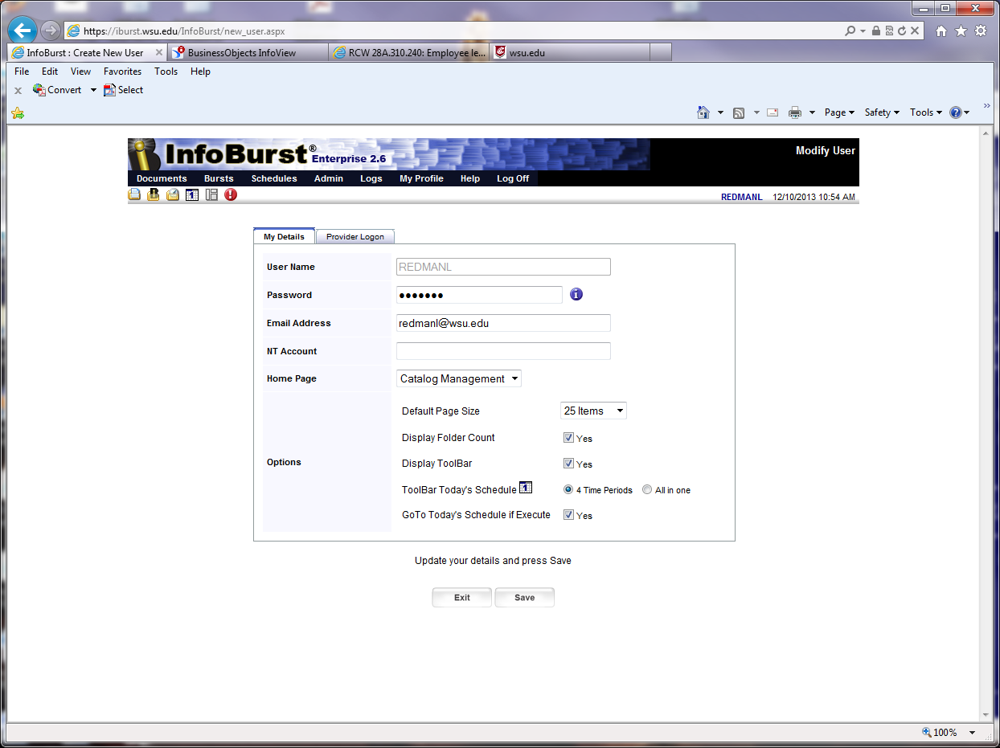 https://iburst.wsu.edu/InfoBurst/new_user.aspx
InfoBurst : Create New User BusinessObjects InfoView RCW 28A.310.240: Employee le... wsu.edu
File Edit View Favorites Tools Help
x Convert Select
Page Safety Tools
InfoBurst® Enterprise 2.6 Modify User
Documents Bursts Schedules Admin Logs My Profile Help Log Off
REDMANL 12/10/2013 10:54 AM
My Details Provider Logon
User Name REDMANL
Password •••••••
Email Address redmanl@wsu.edu
NT Account
Home Page Catalog Management
Default Page Size 25 Items
Display Folder Count Yes
Options
Display ToolBar Yes
ToolBar Today's Schedule 1 4 Time Periods All in one
GoTo Today's Schedule if Execute Yes
Update your details and press Save
Exit Save
100%